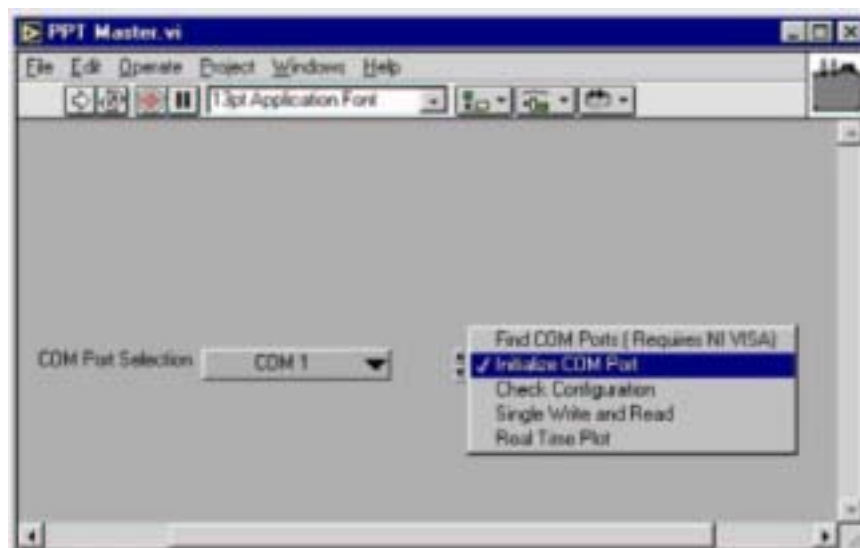 PPT Master.vi
File Edit Operate Project Windows Help
13pt Application Font
COM Port Selection
COM 1
Find COM Ports ( Requires NI VISA)
Initialize COM Port
Check Configuration
Single Write and Read
Real Time Plot